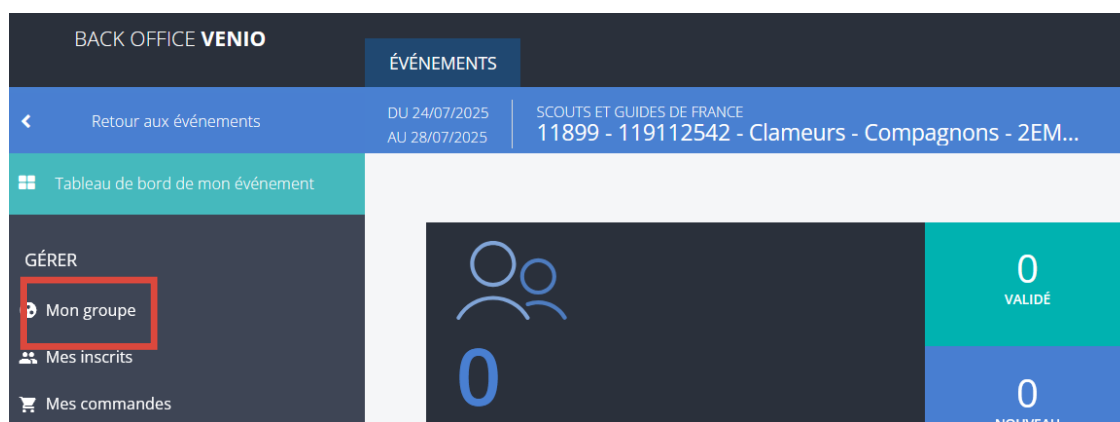 BACK OFFICE VENIO
ÉVÉNEMENTS
Retour aux événements
DU 24/07/2025
AU 28/07/2025
SCOUTS ET GUIDES DE FRANCE
11899 - 119112542 - Clameurs - Compagnons - 2EM...
Tableau de bord de mon événement
GÉRER
Mon groupe
Mes inscrits
Mes commandes
0
0
VALIDÉ
0
NOUVEAU